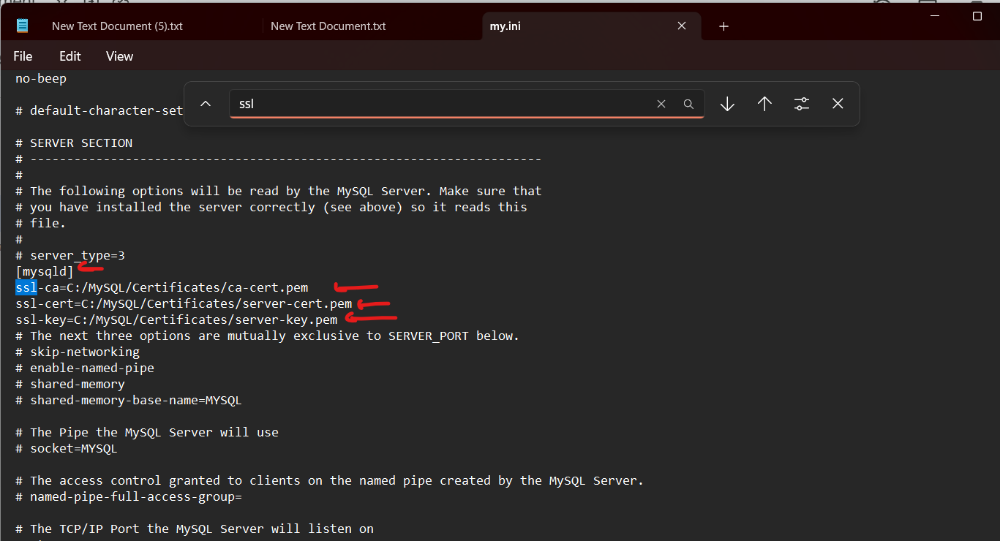 New Text Document (5).txt
New Text Document.txt
my.ini
File
Edit
View
ssl
no-beep
# default-character-set
# SERVER SECTION
# ----------------------------------------------------------------------
#
# The following options will be read by the MySQL Server. Make sure that
# you have installed the server correctly (see above) so it reads this
# file.
#
# server_type=3
[mysqld]
ssl-ca=C:/MySQL/Certificates/ca-cert.pem
ssl-cert=C:/MySQL/Certificates/server-cert.pem
ssl-key=C:/MySQL/Certificates/server-key.pem
# The next three options are mutually exclusive to SERVER_PORT below.
# skip-networking
# enable-named-pipe
# shared-memory
# shared-memory-base-name=MYSQL
# The Pipe the MySQL Server will use
# socket=MYSQL
# The access control granted to clients on the named pipe created by the MySQL Server.
# named-pipe-full-access-group=
# The TCP/IP Port the MySQL Server will listen on